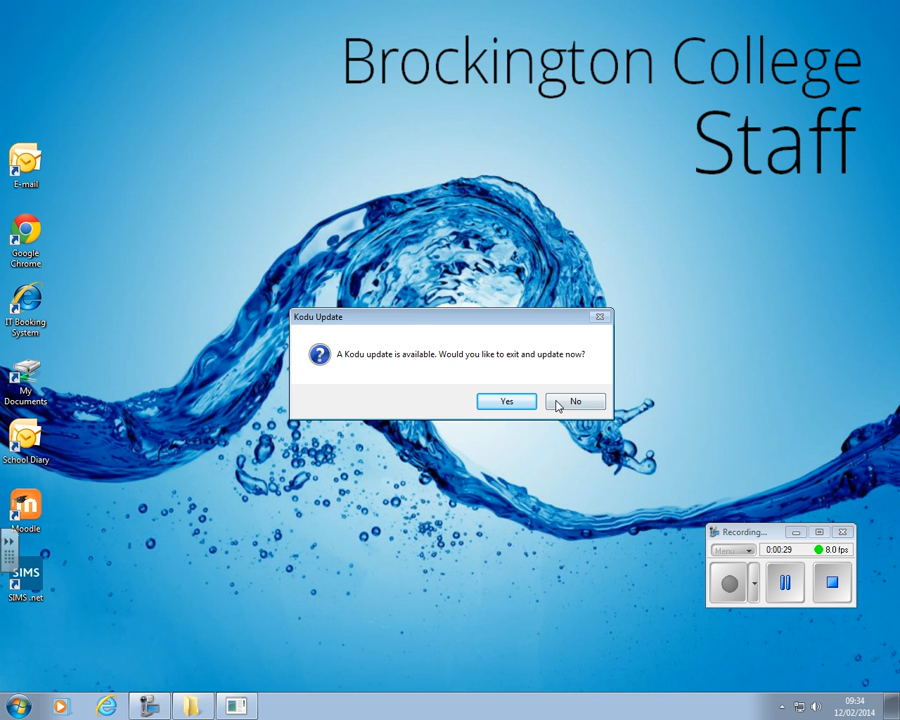 Brockington College
Staff
E-mail
Google
Chrome
IT Booking
System
My
Documents
School Diary
Moodle
SIMS
SIMS .net
Kodu Update
A Kodu update is available. Would you like to exit and update now?
Yes
No
Recording...
Menu
0:00:29
8.0 fps
09:34
12/02/2014